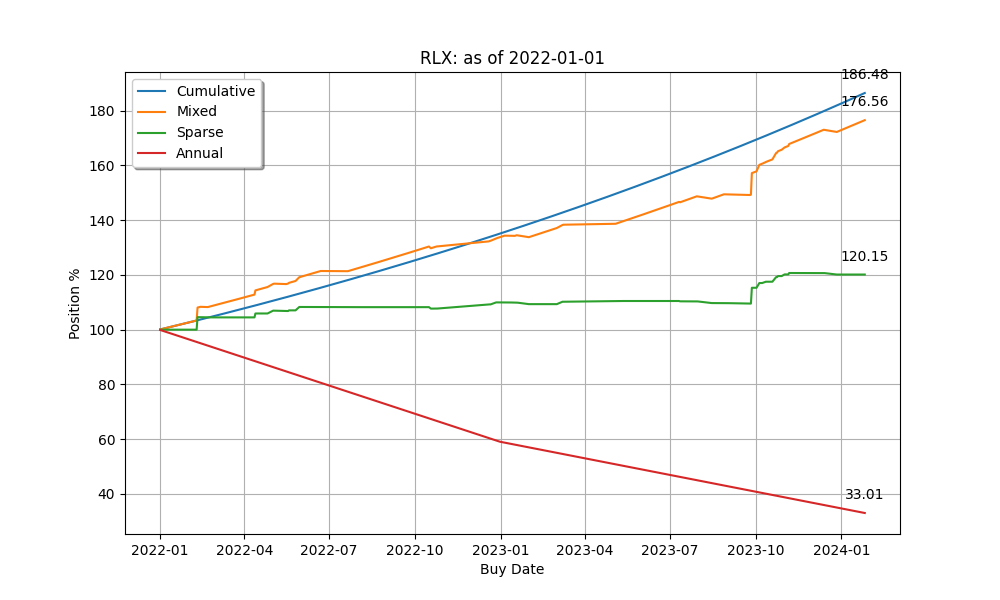 RLX: as of 2022-01-01
Cumulative
Mixed
Sparse
Annual
186.48
176.56
120.15
33.01
180
160
140
120
100
80
60
40
Position %
2022-01 2022-04 2022-07 2022-10 2023-01 2023-04 2023-07 2023-10 2024-01
Buy Date